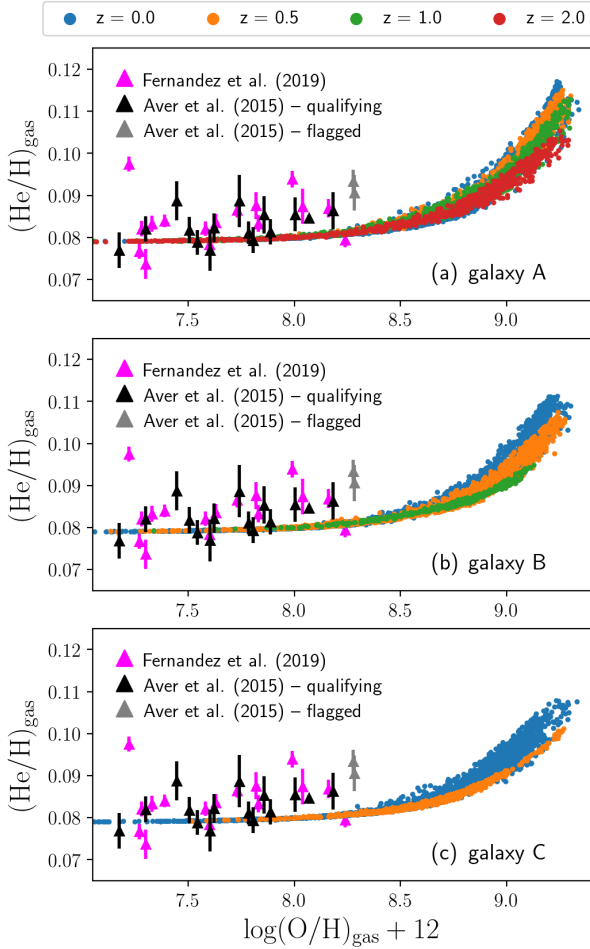 z = 0.0 z = 0.5 z = 1.0 z = 2.0
0.12
0.11
0.10
0.09
0.08
0.07
(He/H)gas
Fernandez et al. (2019)
Aver et al. (2015) – qualifying
Aver et al. (2015) – flagged
(a) galaxy A
7.5 8.0 8.5 9.0
0.12
0.11
0.10
0.09
0.08
0.07
(He/H)gas
Fernandez et al. (2019)
Aver et al. (2015) – qualifying
Aver et al. (2015) – flagged
(b) galaxy B
7.5 8.0 8.5 9.0
0.12
0.11
0.10
0.09
0.08
0.07
(He/H)gas
Fernandez et al. (2019)
Aver et al. (2015) – qualifying
Aver et al. (2015) – flagged
(c) galaxy C
7.5 8.0 8.5 9.0
log(O/H)gas + 12